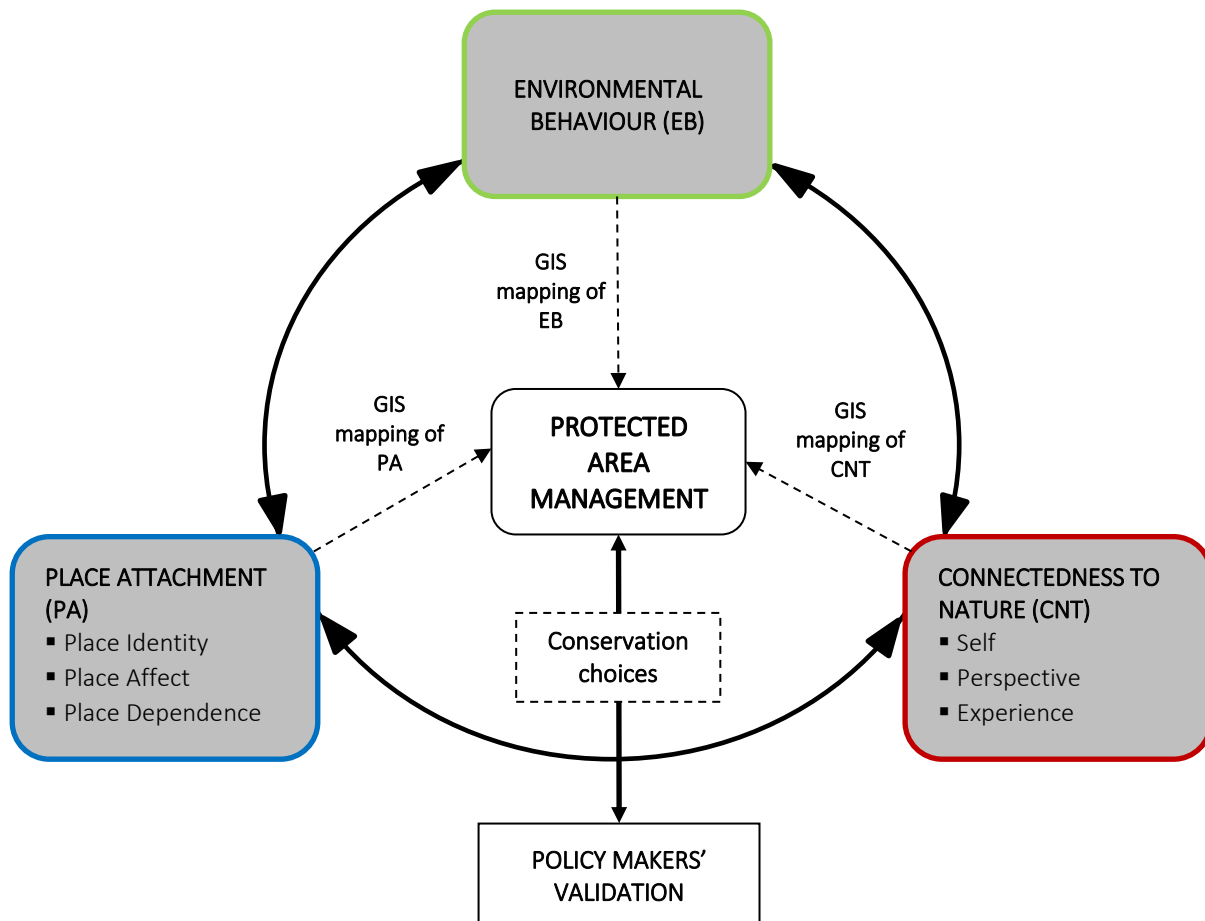 ENVIRONMENTAL
BEHAVIOUR (EB)
GIS
mapping of
EB
GIS
mapping of
PA
PROTECTED
AREA
MANAGEMENT
GIS
mapping of
CNT
PLACE ATTACHMENT
(PA)
▪ Place Identity
▪ Place Affect
▪ Place Dependence
Conservation
choices
CONNECTEDNESS TO
NATURE (CNT)
▪ Self
▪ Perspective
▪ Experience
POLICY MAKERS’
VALIDATION